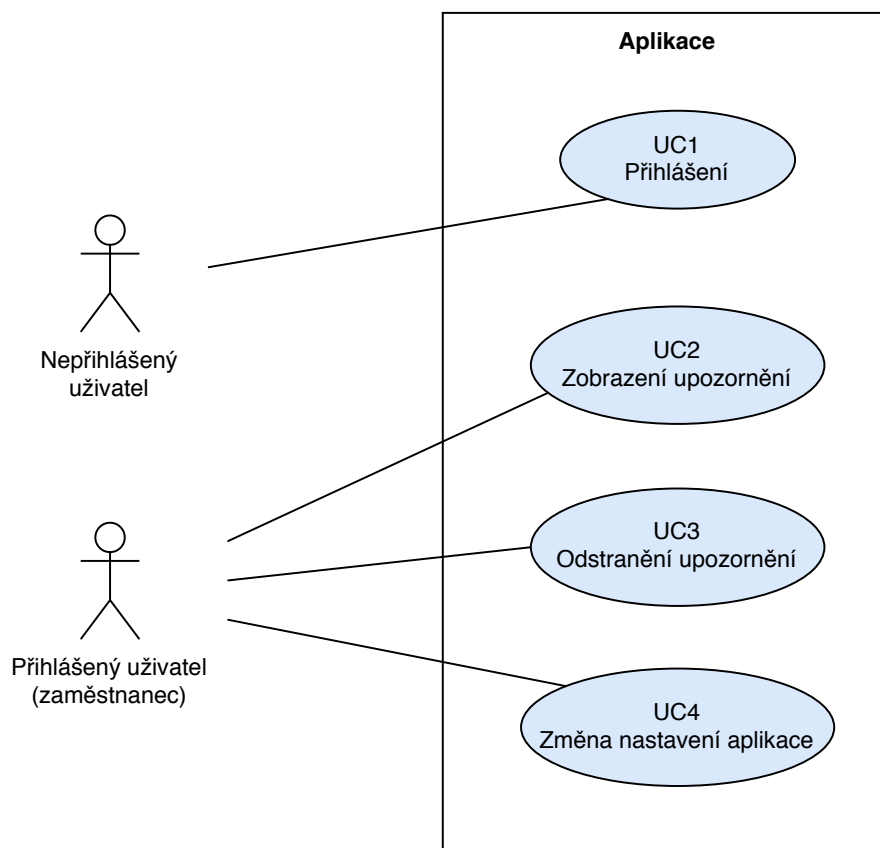 Aplikace
UC1
Přihlášení
Nepřihlášený
uživatel
UC2
Zobrazení upozornění
UC3
Odstranění upozornění
Přihlášený uživatel
(zaměstnanec)
UC4
Změna nastavení aplikace